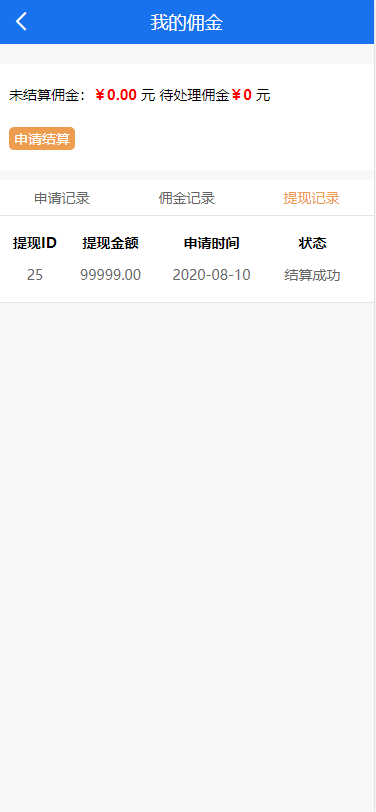 我的佣金
未结算佣金：￥0.00 元 待处理佣金￥0 元
申请结算
申请记录 佣金记录 提现记录
提现ID 提现金额 申请时间 状态
25 99999.00 2020-08-10 结算成功